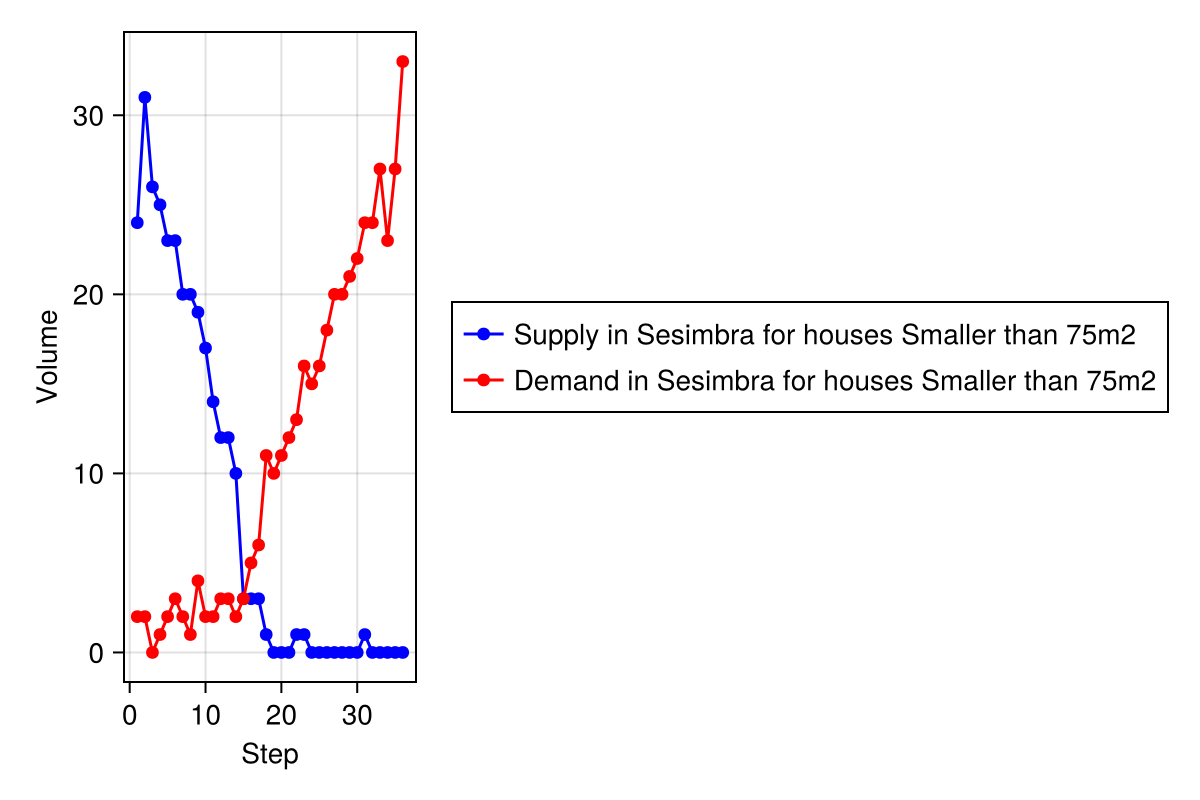 30
20
10
0
Volume
0 10 20 30
Step
Supply in Sesimbra for houses Smaller than 75m2
Demand in Sesimbra for houses Smaller than 75m2